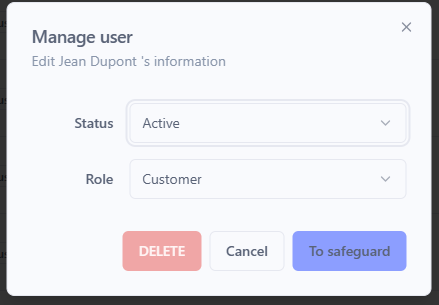 Manage user
Edit Jean Dupont 's information
Status
Active
Role
Customer
DELETE
Cancel
To safeguard